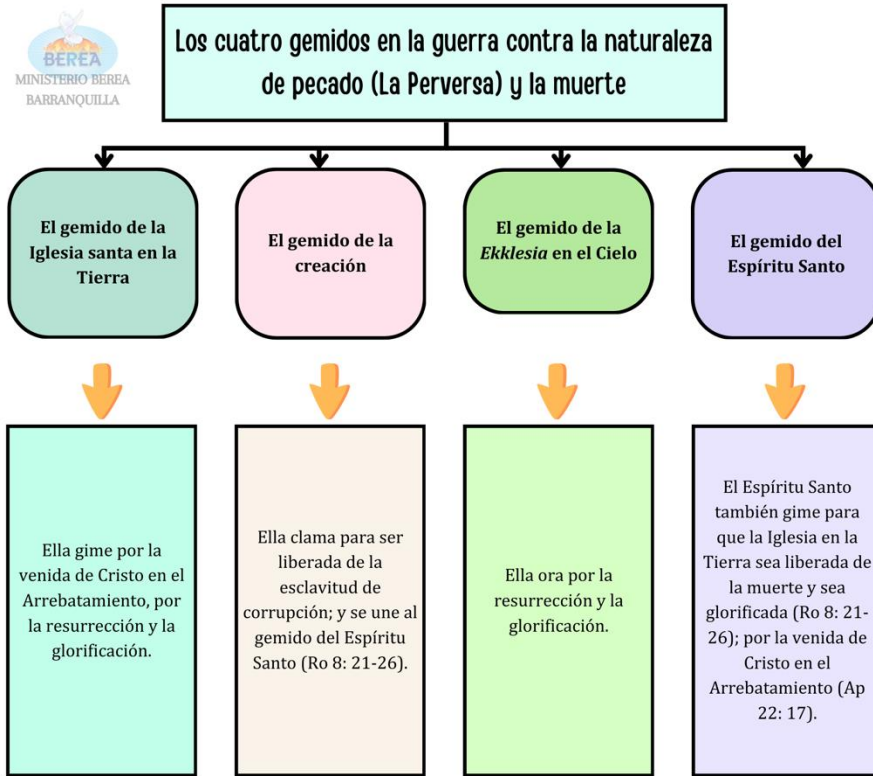 BEREA
MINISTERIO BEREA
BARRANQUILLA
Los cuatro gemidos en la guerra contra la naturaleza
de pecado (La Perversa) y la muerte
El gemido de la
Iglesia santa en la
Tierra
El gemido de la
creación
El gemido de la
Ekklesia en el Cielo
El gemido del
Espíritu Santo
Ella gime por la
venida de Cristo en el
Arrebatamiento, por
la resurrección y la
glorificación.
Ella clama para ser
liberada de la
esclavitud de
corrupción; y se une al
gemido del Espíritu
Santo (Ro 8: 21-26).
Ella ora por la
resurrección y la
glorificación.
El Espíritu Santo
también gime para
que la Iglesia en la
Tierra sea liberada de
la muerte y sea
glorificada (Ro 8: 21-
26); por la venida de
Cristo en el
Arrebatamiento (Ap
22: 17).